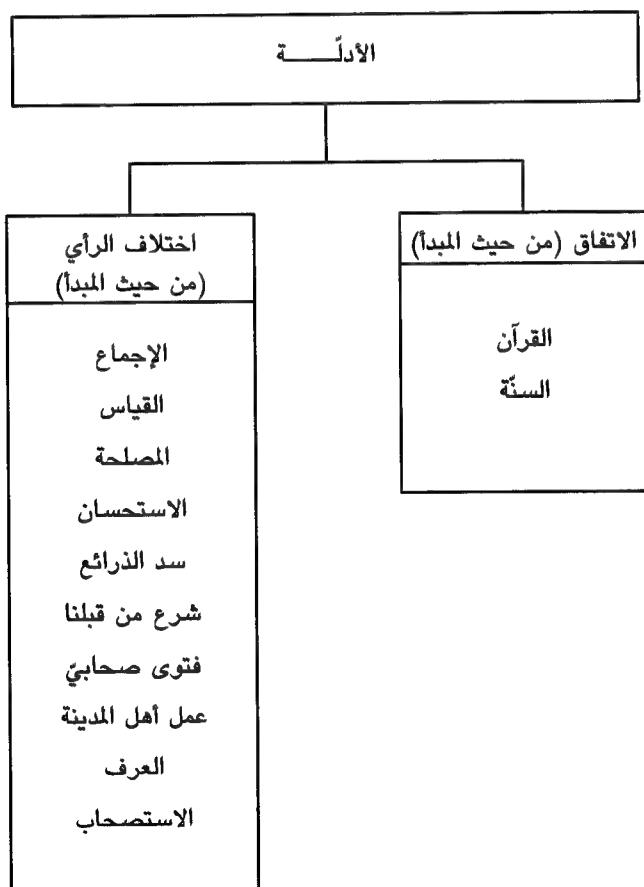 الأدلّـــــة
الاتفاق (من حيث المبدأ)
القرآن
السنّة
اختلاف الرأي
(من حيث المبدأ)
الإجماع
القياس
المصلحة
الاستحسان
سد الذرائع
شرع من قبلنا
فتوى صحابيّ
عمل أهل المدينة
العرف
الاستصحاب